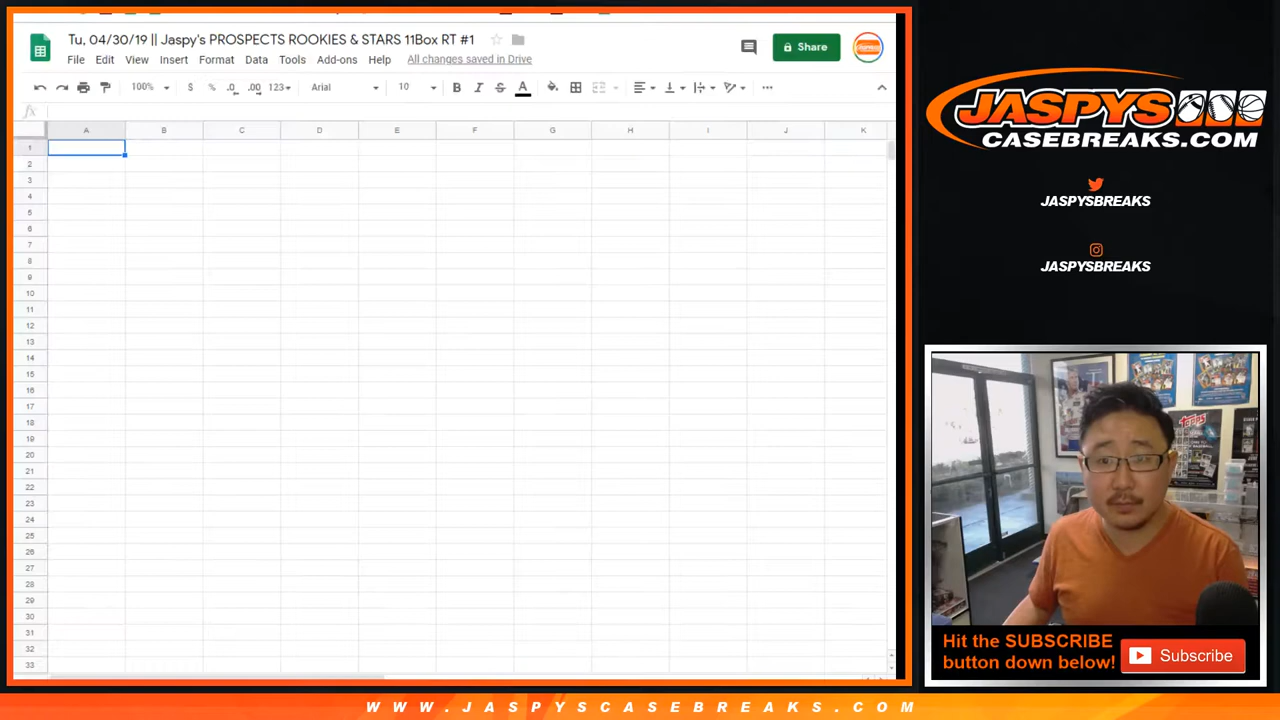 Tu, 04/30/19 || Jaspy's PROSPECTS ROOKIES & STARS 11Box RT #1
File Edit View Insert Format Data Tools Add-ons Help All changes saved in Drive
Share
100% $ % .0 .00 123 Arial 10 B I S A
fx
A B C D E F G H I J K
1
2
3
4
5
6
7
8
9
10
11
12
13
14
15
16
17
18
19
20
21
22
23
24
25
26
27
28
29
30
31
32
33
JASPYS
CASEBREAKS.COM
JASPYSBREAKS
JASPYSBREAKS
TOPPS
Hit the SUBSCRIBE
button down below!
Subscribe
WWW.JASPYSCASEBREAKS.COM